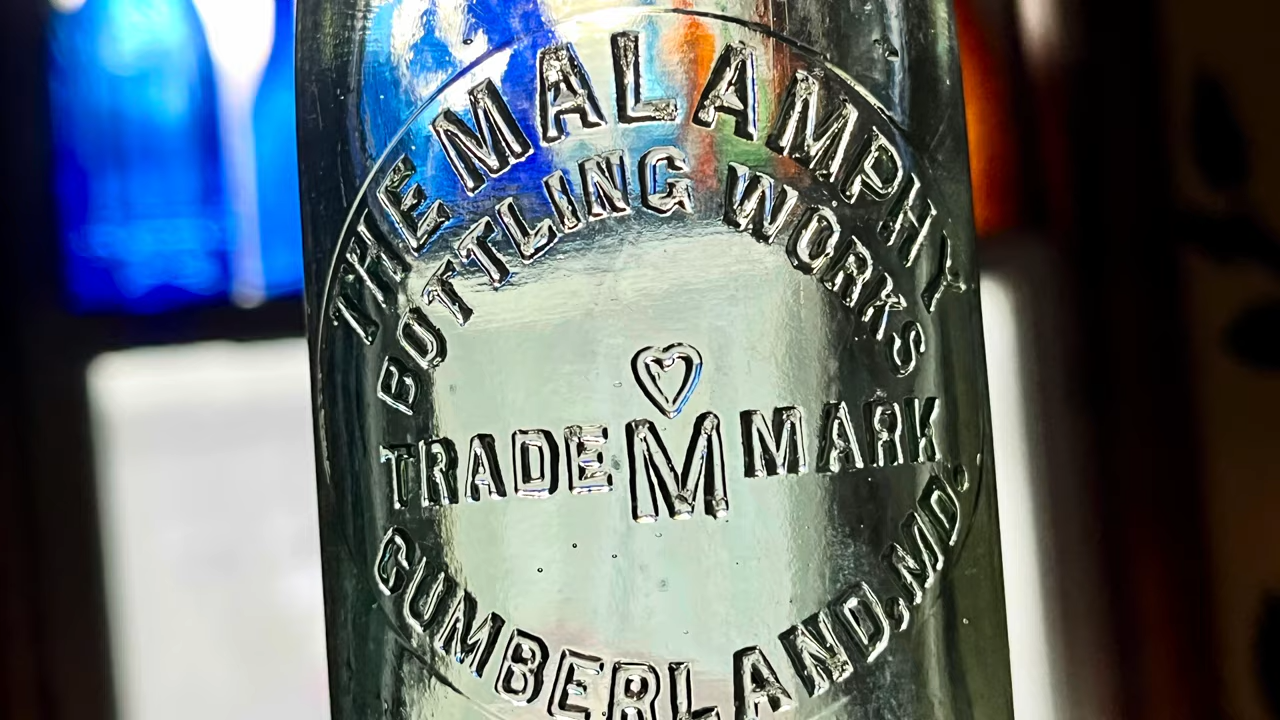 THE MALAMPHY
BOTTLING WORKS
TRADE M MARK
CUMBERLAND, MD.